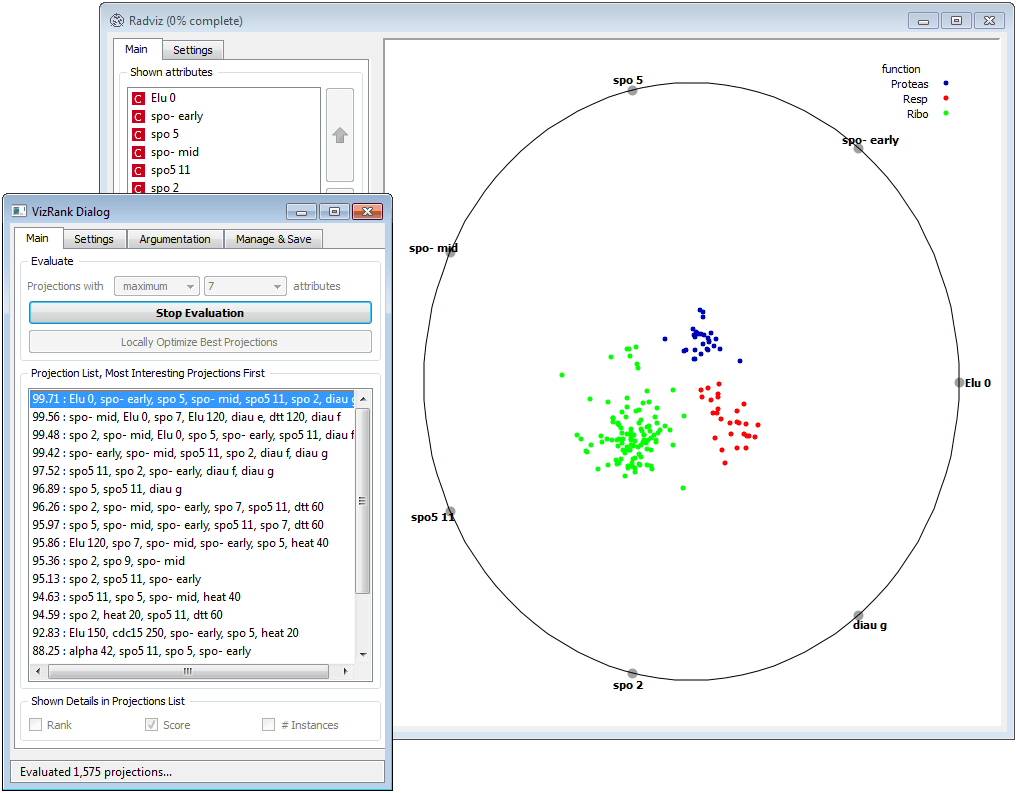 Radviz (0% complete)
Main
Settings
Shown attributes
C Elu 0
C spo- early
C spo 5
C spo- mid
C spo5 11
C spo 2
VizRank Dialog
Main
Settings
Argumentation
Manage & Save
Evaluate
Projections with maximum 7 attributes
Stop Evaluation
Locally Optimize Best Projections
Projection List, Most Interesting Projections First
99.71 : Elu 0, spo- early, spo 5, spo- mid, spo5 11, spo 2, diau g
99.56 : spo- mid, Elu 0, spo 7, Elu 120, diau e, dtt 120, diau f
99.48 : spo 2, spo- mid, Elu 0, spo 5, spo- early, spo5 11, diau f
99.42 : spo- early, spo- mid, spo5 11, spo 2, diau f, diau g
97.52 : spo5 11, spo 2, spo- early, diau f, diau g
96.89 : spo 5, spo5 11, diau g
96.26 : spo 2, spo- mid, spo- early, spo 7, spo5 11, dtt 60
95.97 : spo 5, spo- mid, spo- early, spo5 11, spo 7, dtt 60
95.86 : Elu 120, spo 7, spo- mid, spo- early, spo 5, heat 40
95.36 : spo 2, spo 9, spo- mid
95.13 : spo 2, spo5 11, spo- early
94.63 : spo5 11, spo 5, spo- mid, heat 40
94.59 : spo 2, heat 20, spo5 11, dtt 60
92.83 : Elu 150, cdc15 250, spo- early, spo 5, heat 20
88.25 : alpha 42, spo5 11, spo 5, spo- early
Shown Details in Projections List
Rank
Score
# Instances
Evaluated 1,575 projections...
function
Proteas
Resp
Ribo
spo 5
spo- early
spo- mid
Elu 0
spo5 11
diau g
spo 2